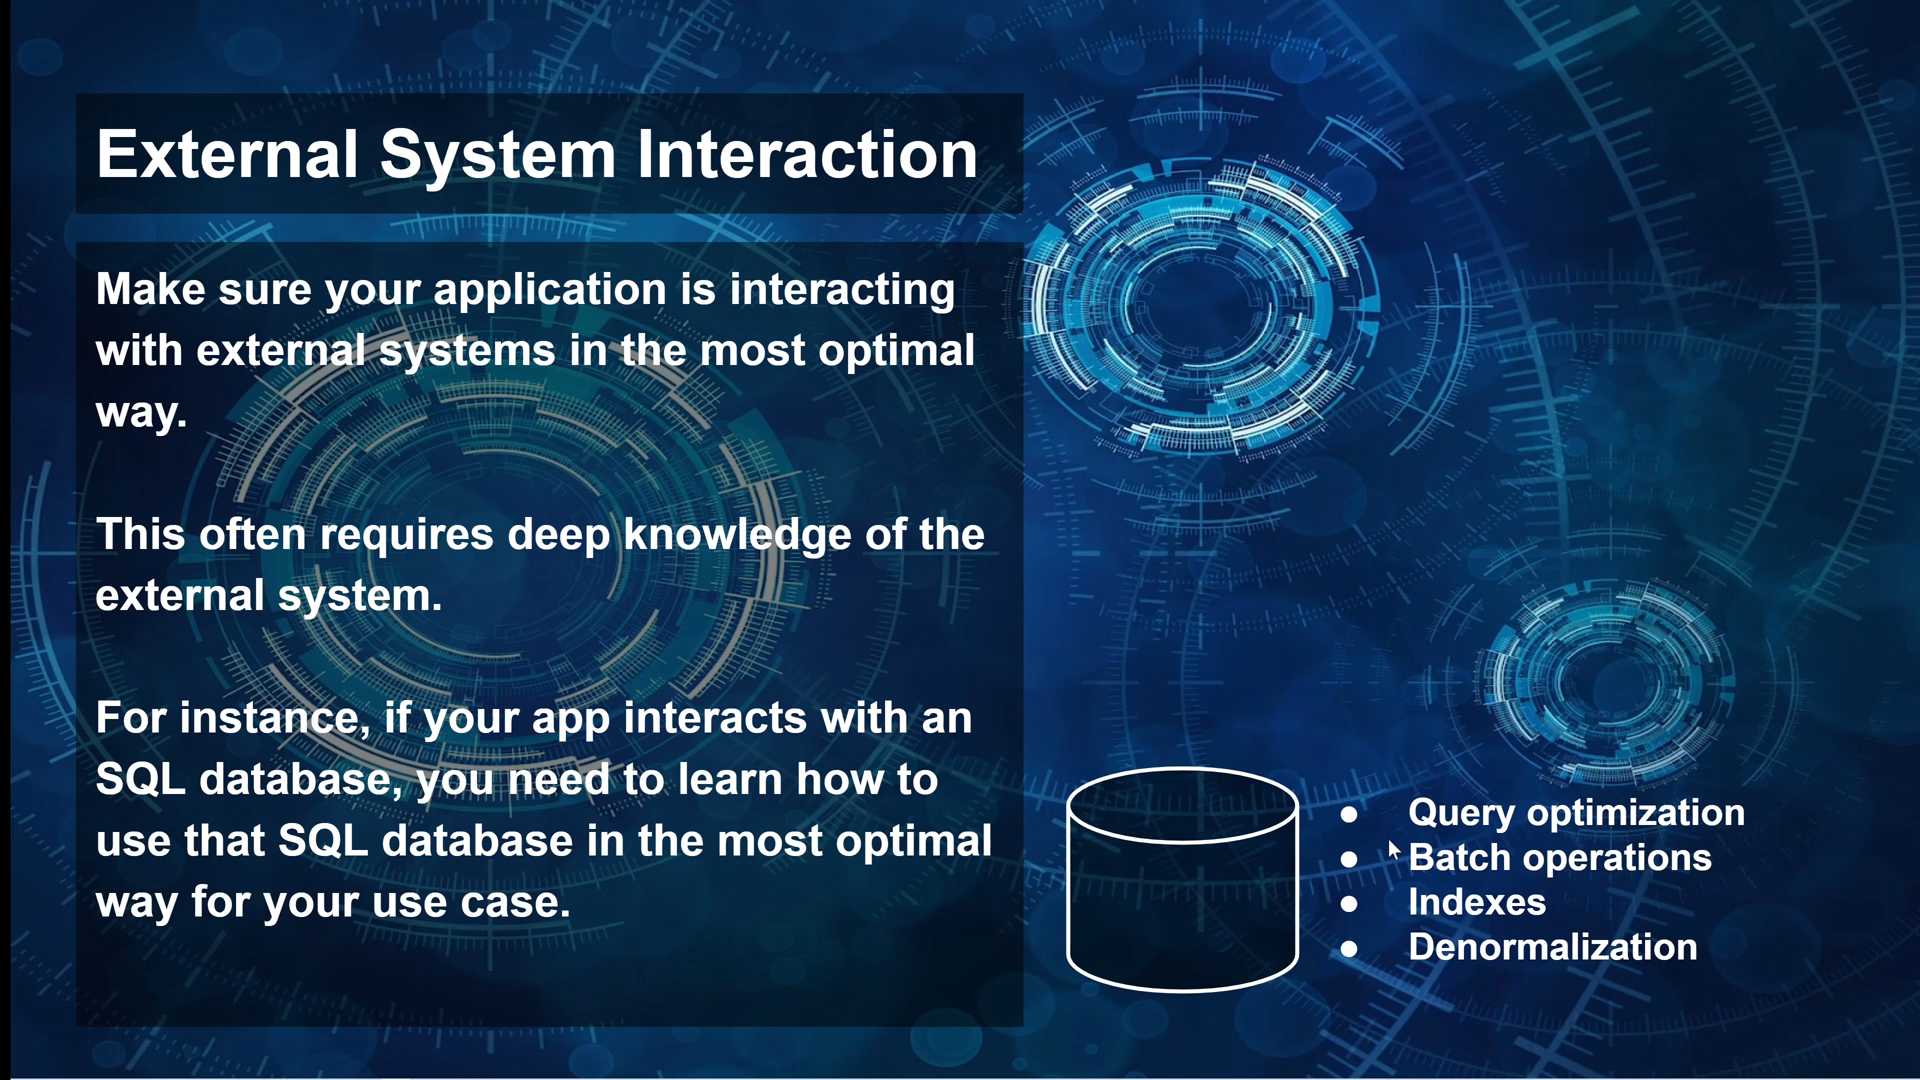 External System Interaction
Make sure your application is interacting
with external systems in the most optimal
way.
This often requires deep knowledge of the
external system.
For instance, if your app interacts with an
SQL database, you need to learn how to
use that SQL database in the most optimal
way for your use case.
● Query optimization
● Batch operations
● Indexes
● Denormalization